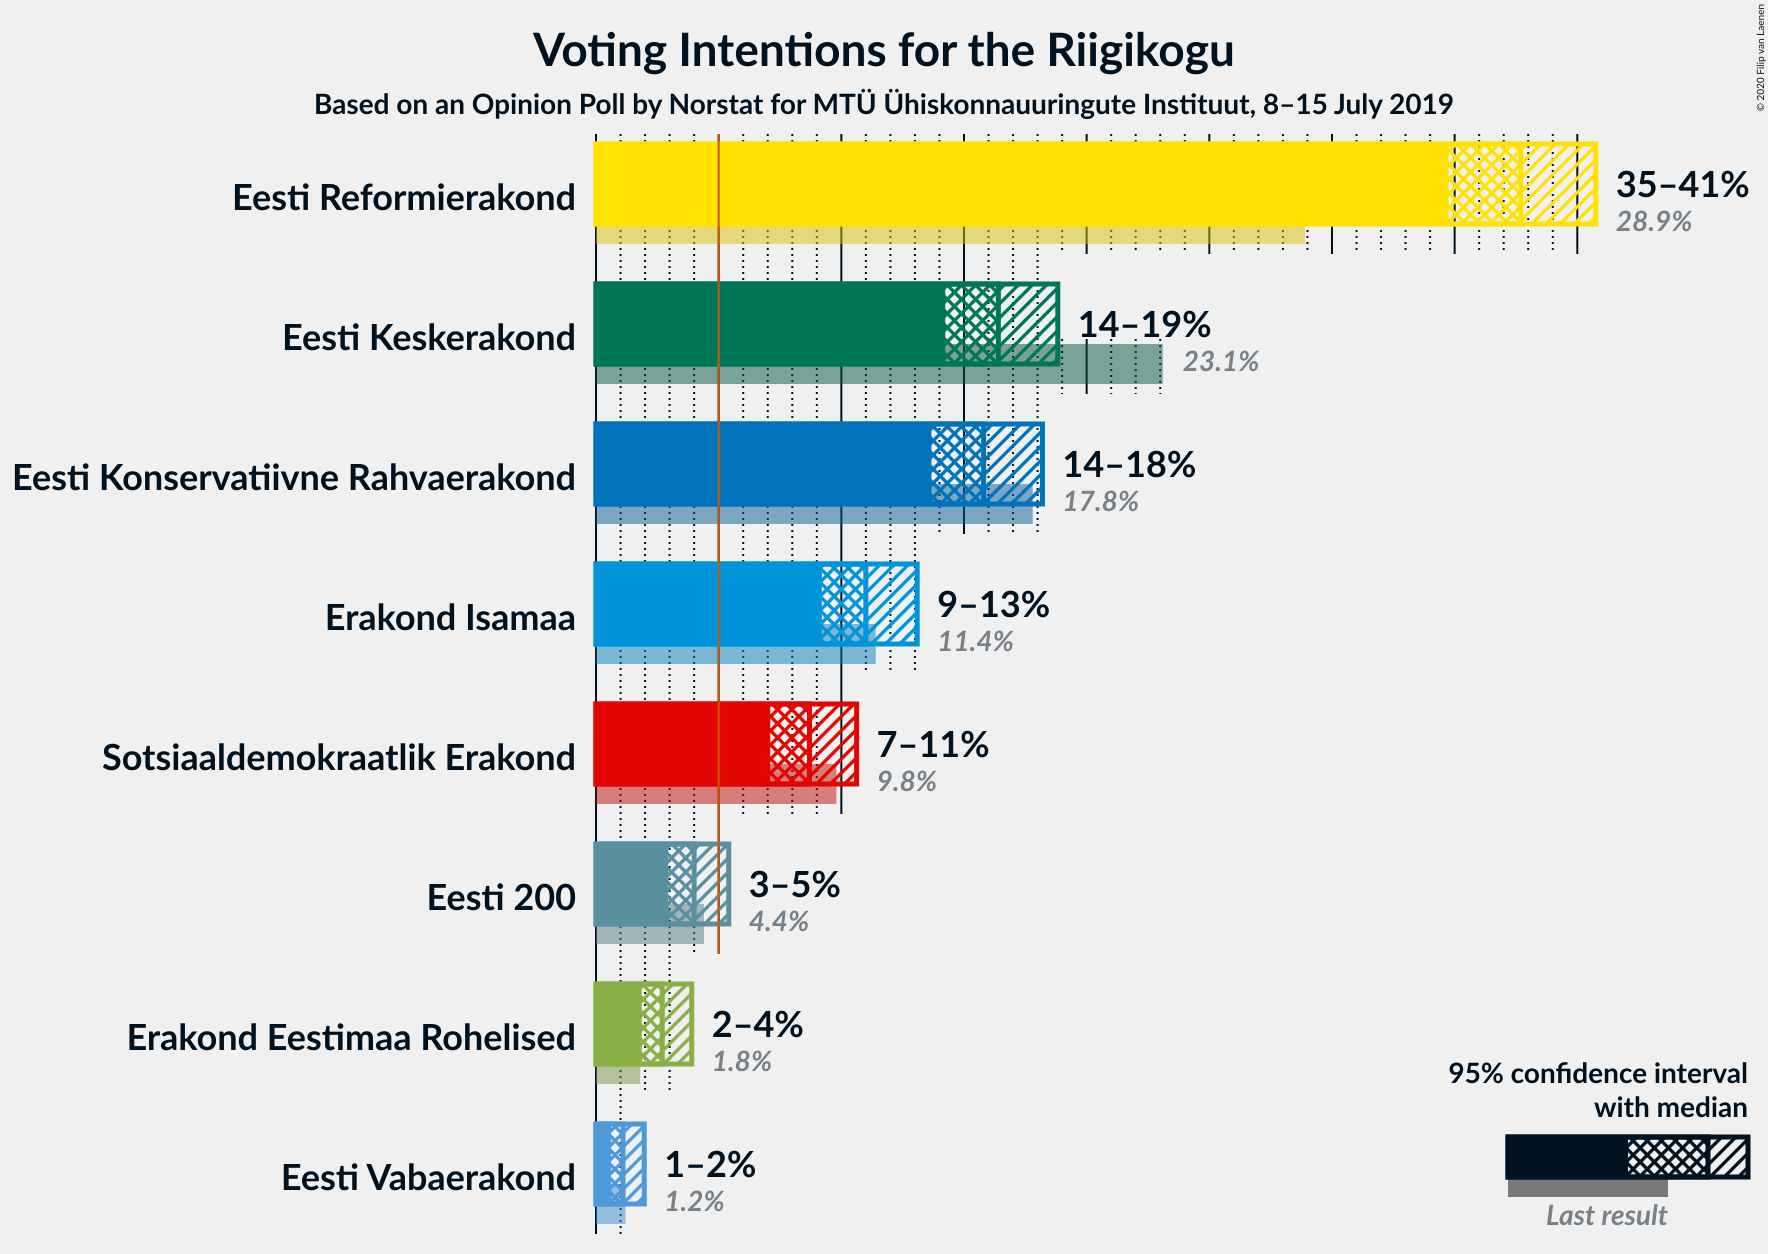 Voting Intentions for the Riigikogu
Based on an Opinion Poll by Norstat for MTÜ Ühiskonnauuringute Instituut, 8–15 July 2019
© 2020 Filip van Laenen
Eesti Reformierakond
35–41%
28.9%
Eesti Keskerakond
14–19%
23.1%
Eesti Konservatiivne Rahvaerakond
14–18%
17.8%
Erakond Isamaa
9–13%
11.4%
Sotsiaaldemokraatlik Erakond
7–11%
9.8%
Eesti 200
3–5%
4.4%
Erakond Eestimaa Rohelised
2–4%
1.8%
Eesti Vabaerakond
1–2%
1.2%
95% confidence interval
with median
Last result